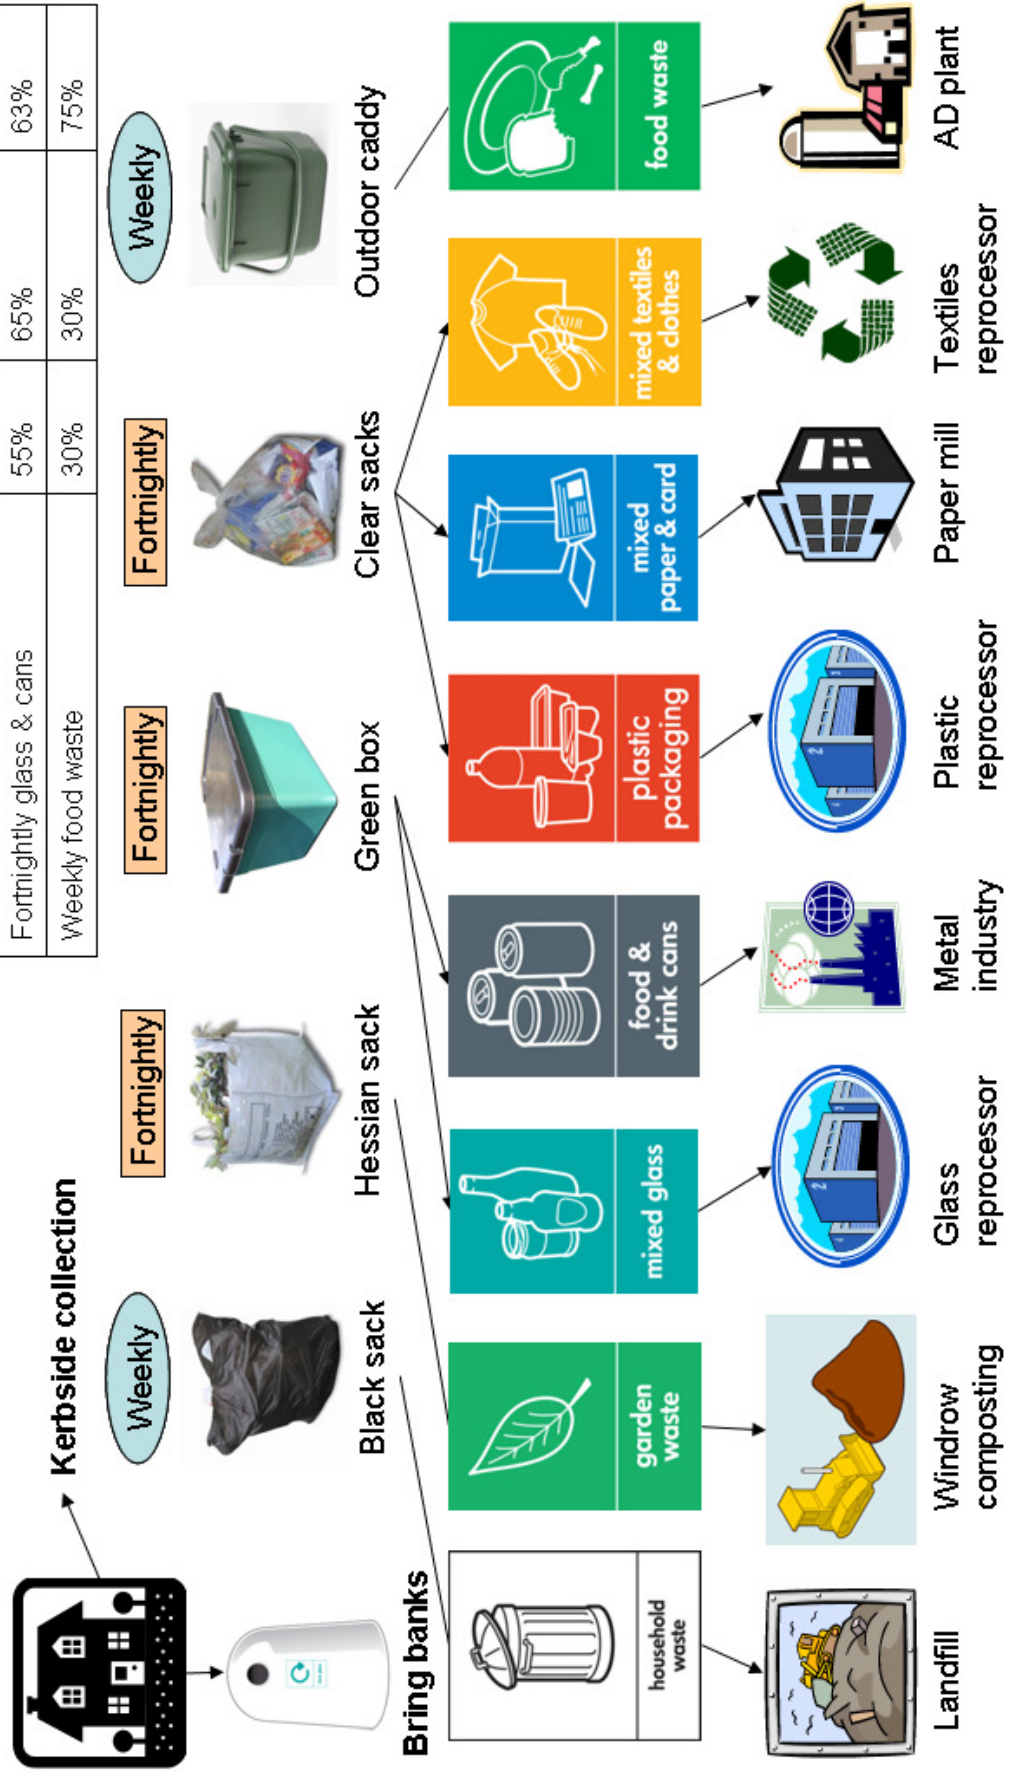 Fortnightly glass & cans 55% 65% 63%
Weekly food waste 30% 30% 75%
Kerbside collection
Weekly
Fortnightly
Fortnightly
Fortnightly
Weekly
Black sack
Hessian sack
Green box
Clear sacks
Outdoor caddy
Bring banks
household
waste
garden
waste
mixed glass
food &
drink cans
plastic
packaging
mixed
paper & card
mixed textiles
& clothes
food waste
2
2
Landfill
Windrow
composting
Glass
reprocessor
Metal
industry
Plastic
reprocessor
Paper mill
Textiles
reprocessor
AD plant